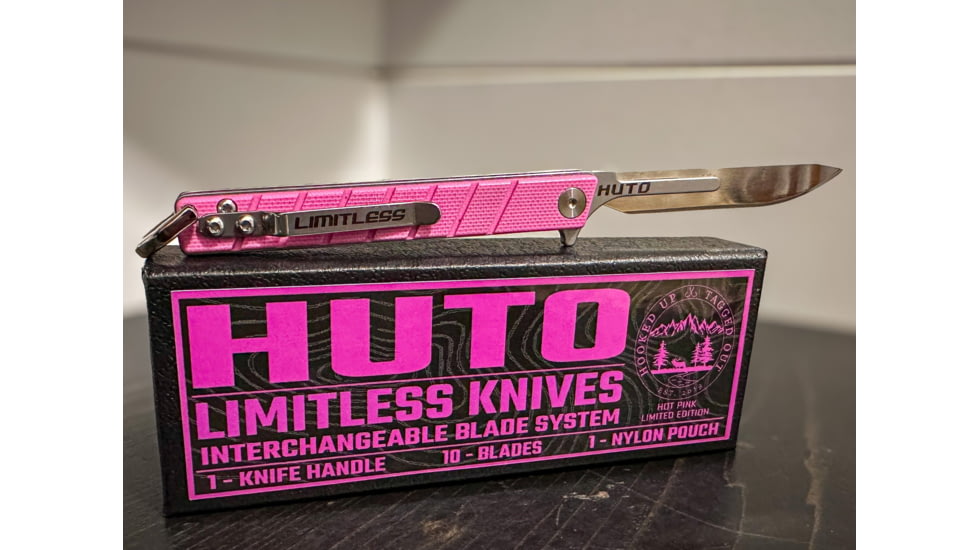 LIMITLESS
HUTO
HUTO
LIMITLESS KNIVES
INTERCHANGEABLE BLADE SYSTEM
1 - KNIFE HANDLE
10 - BLADES
1 - NYLON POUCH
HOOKED UP & TAGGED OUT
HOT PINK
LIMITED EDITION